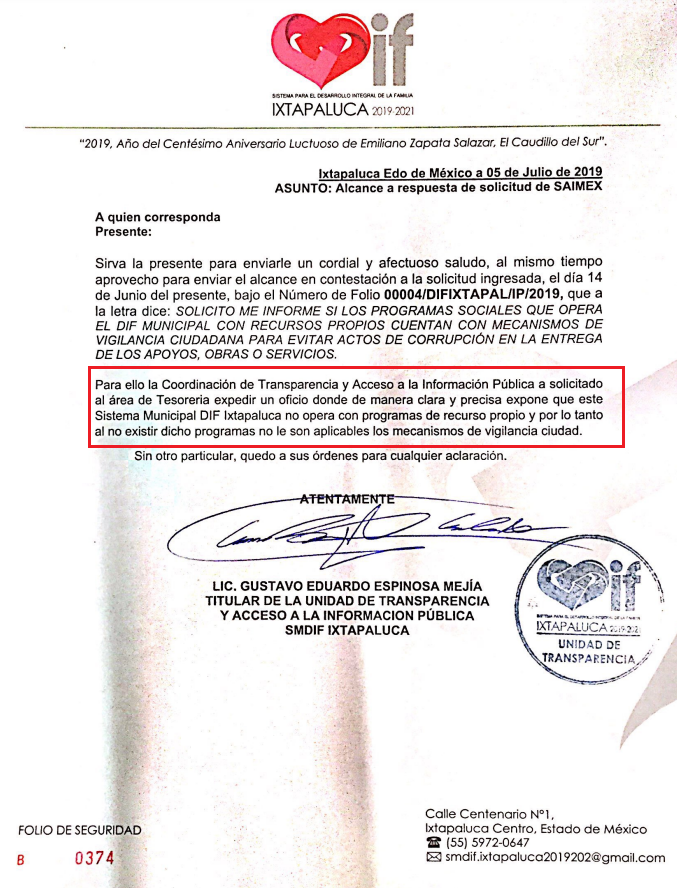 dif
SISTEMA PARA EL DESARROLLO INTEGRAL DE LA FAMILIA
IXTAPALUCA 2019-2021
"2019, Año del Centésimo Aniversario Luctuoso de Emiliano Zapata Salazar, El Caudillo del Sur".
Ixtapaluca Edo de México a 05 de Julio de 2019
ASUNTO: Alcance a respuesta de solicitud de SAIMEX
A quien corresponda
Presente:
Sirva la presente para enviarle un cordial y afectuoso saludo, al mismo tiempo
aprovecho para enviar el alcance en contestación a la solicitud ingresada, el día 14
de Junio del presente, bajo el Número de Folio 00004/DIFIXTAPAL/IP/2019, que a
la letra dice: SOLICITO ME INFORME SI LOS PROGRAMAS SOCIALES QUE OPERA
EL DIF MUNICIPAL CON RECURSOS PROPIOS CUENTAN CON MECANISMOS DE
VIGILANCIA CIUDADANA PARA EVITAR ACTOS DE CORRUPCIÓN EN LA ENTREGA
DE LOS APOYOS, OBRAS O SERVICIOS.
Para ello la Coordinación de Transparencia y Acceso a la Información Pública a solicitado
al área de Tesoreria expedir un oficio donde de manera clara y precisa expone que este
Sistema Municipal DIF Ixtapaluca no opera con programas de recurso propio y por lo tanto
al no existir dicho programas no le son aplicables los mecanismos de vigilancia ciudad.
Sin otro particular, quedo a sus órdenes para cualquier aclaración.
ATENTAMENTE
LIC. GUSTAVO EDUARDO ESPINOSA MEJÍA
TITULAR DE LA UNIDAD DE TRANSPARENCIA
Y ACCESO A LA INFORMACION PÚBLICA
SMDIF IXTAPALUCA
dif
SISTEMA PARA EL DESARROLLO INTEGRAL DE LA FAMILIA
IXTAPALUCA 2019-2021
UNIDAD DE
TRANSPARENCIA
FOLIO DE SEGURIDAD
B 0374
Calle Centenario N°1,
Ixtapaluca Centro, Estado de México
(55) 5972-0647
smdif.ixtapaluca2019202@gmail.com